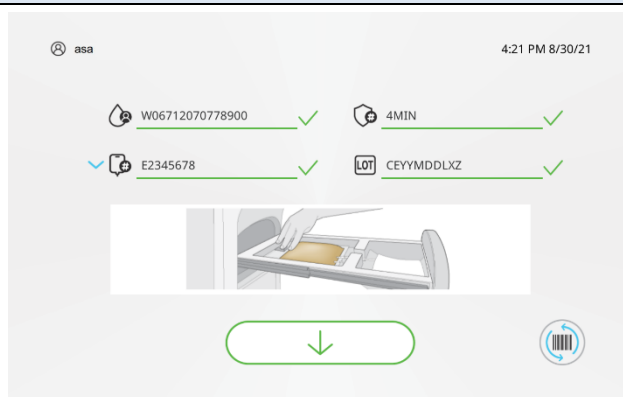 asa
4:21 PM 8/30/21
W06712070778900
4MIN
E2345678
LOT
CEYYMDDLXZ